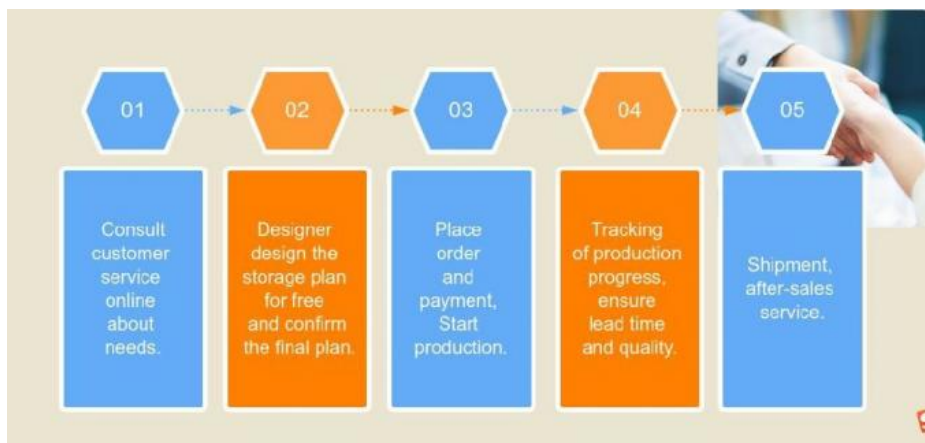 01
02
03
04
05
Consult
customer
service
online
about
needs.
Designer
design the
storage plan
for free
and confirm
the final plan.
Place
order
and
payment,
Start
production.
Tracking
of production
progress,
ensure
lead time
and quality.
Shipment,
after-sales
service.